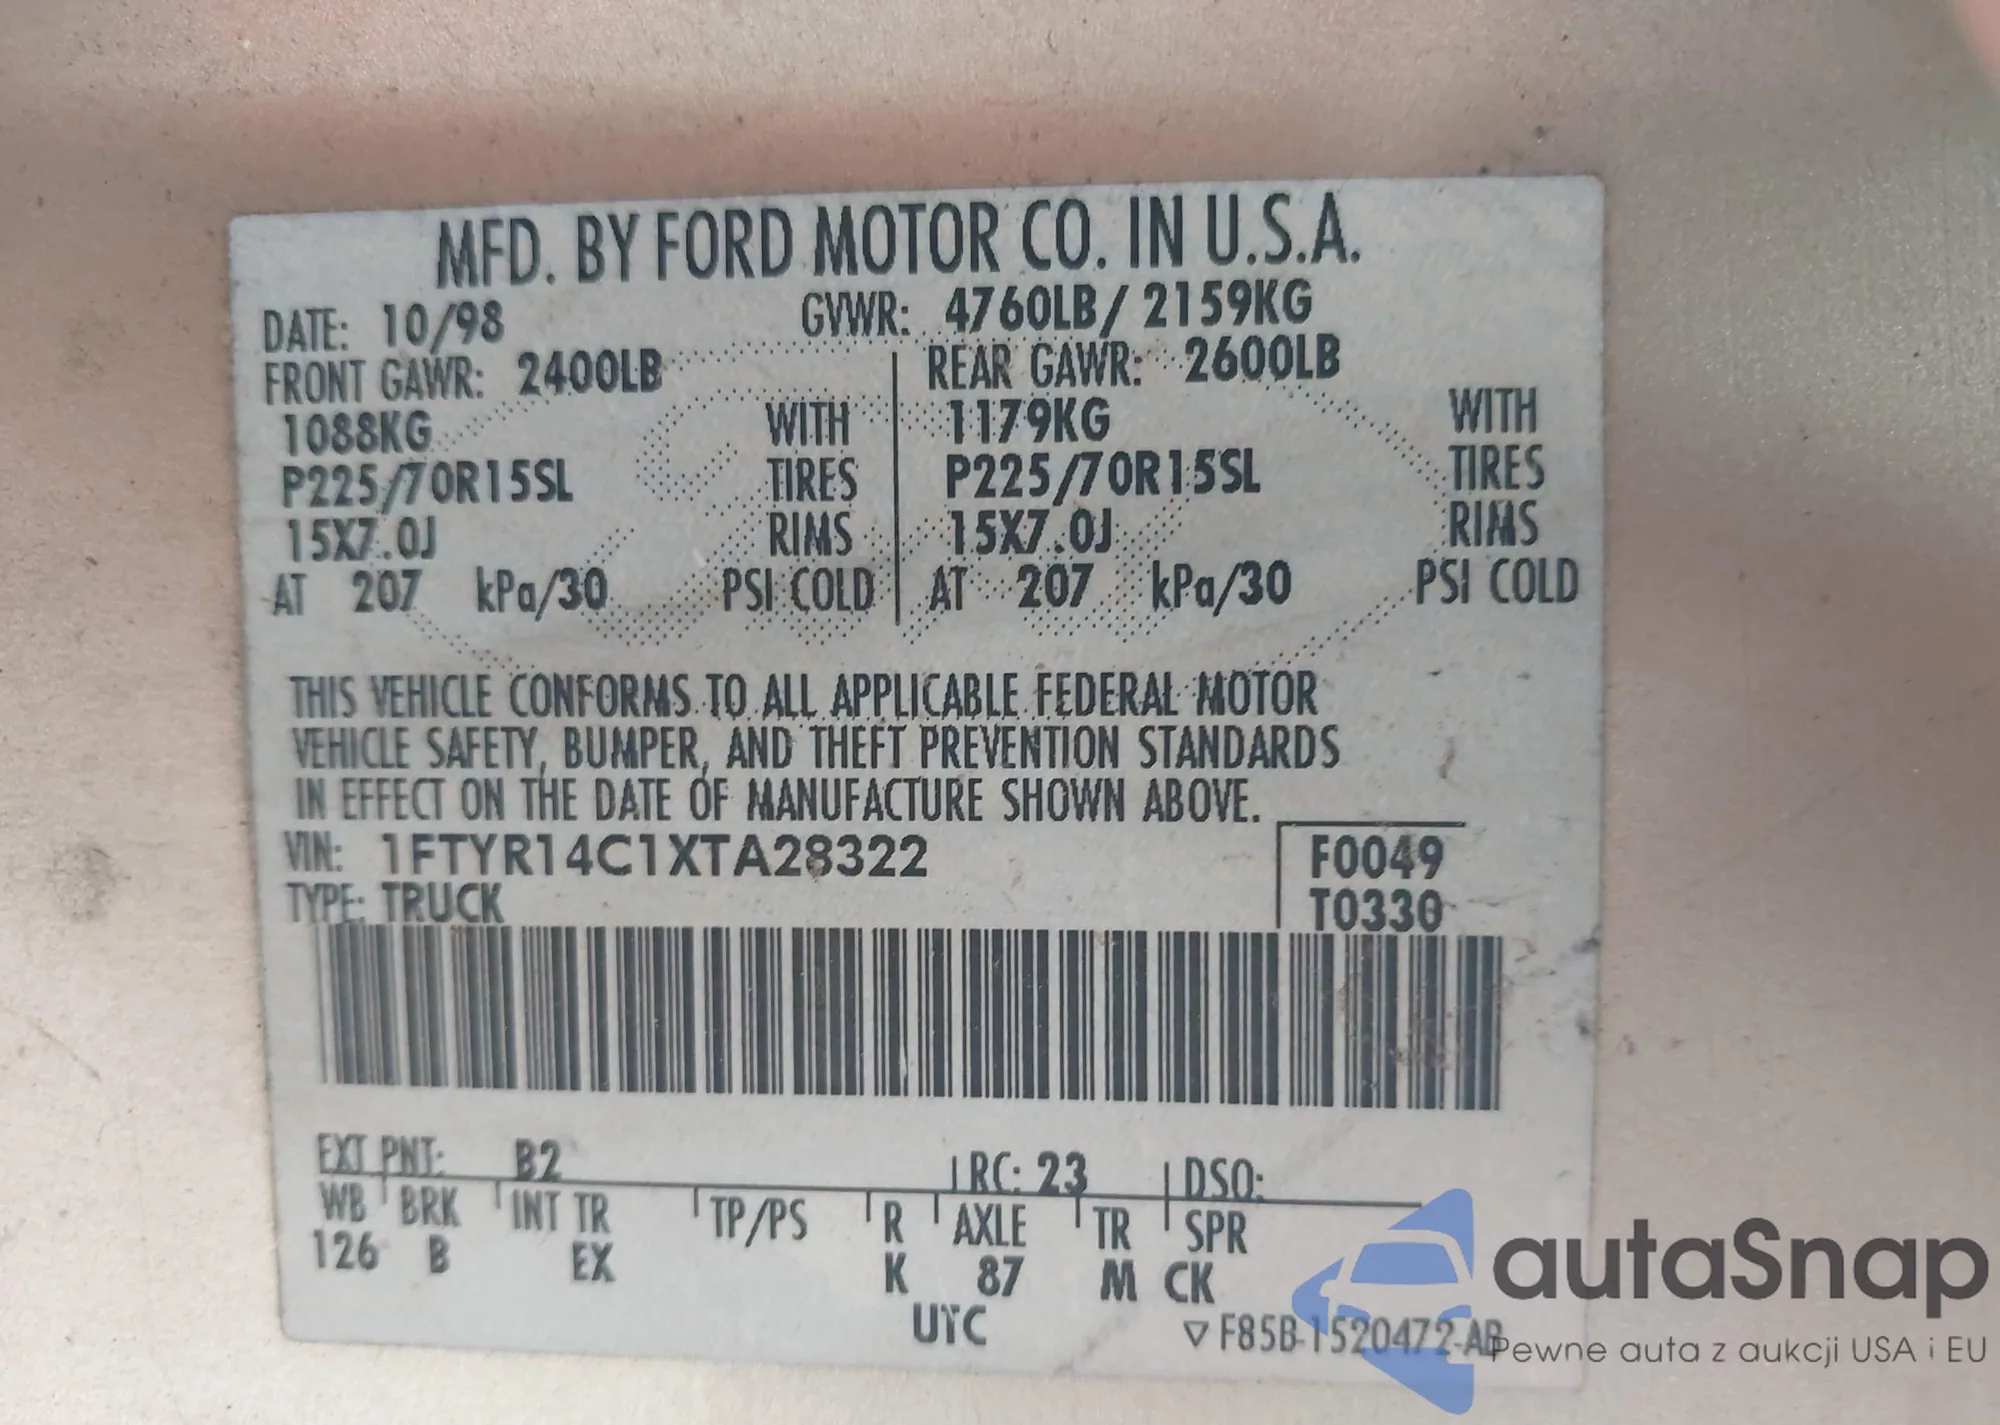 MFD. BY FORD MOTOR CO. IN U.S.A.
DATE: 10/98 GVWR: 4760LB/ 2159KG
FRONT GAWR: 2400LB REAR GAWR: 2600LB
1088KG WITH 1179KG WITH
P225/70R15SL TIRES P225/70R15SL TIRES
15X7.0J RIMS 15X7.0J RIMS
AT 207 kPa/30 PSI COLD AT 207 kPa/30 PSI COLD
THIS VEHICLE CONFORMS TO ALL APPLICABLE FEDERAL MOTOR
VEHICLE SAFETY, BUMPER, AND THEFT PREVENTION STANDARDS
IN EFFECT ON THE DATE OF MANUFACTURE SHOWN ABOVE.
VIN: 1FTYR14C1XTA28322 F0049
TYPE: TRUCK T0330
EXT PNT: B2 RC: 23 DSO:
WB BRK INT TR TP/PS R AXLE TR SPR
126 B EX K 87 M CK
UTC ▽ F85B-1520472-AB
autaSnap
Pewne auta z aukcji USA i EU